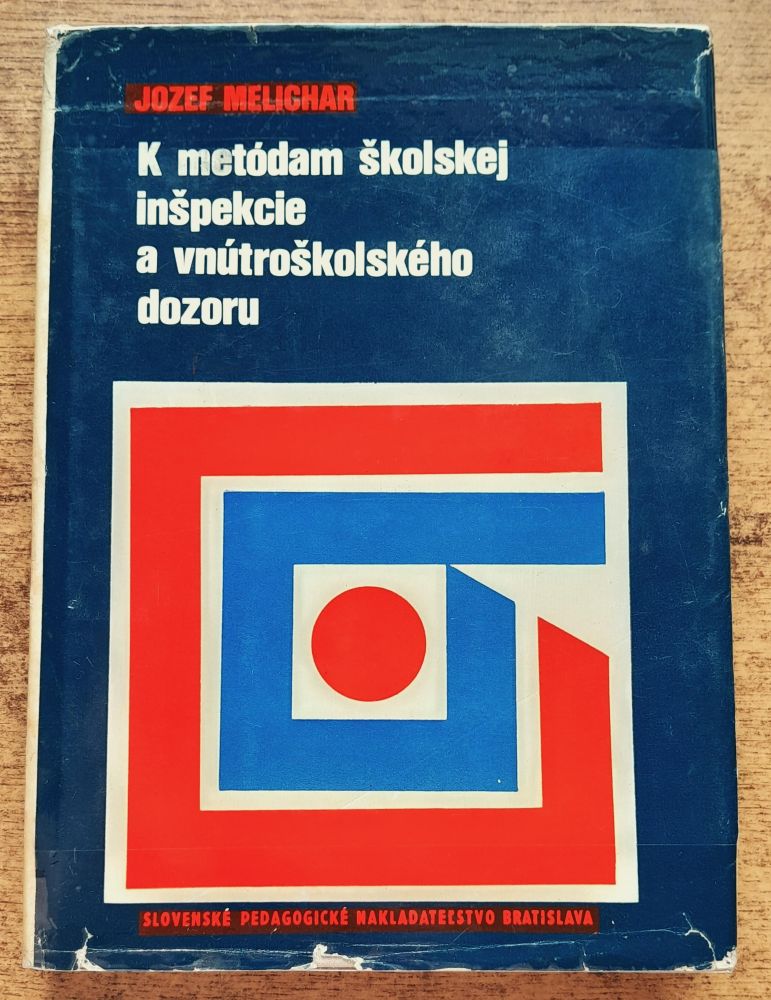 JOZEF MELICHAR
K metódam školskej
inšpekcie
a vnútroškolského
dozoru
SLOVENSKÉ PEDAGOGICKÉ NAKLADATEĽSTVO BRATISLAVA